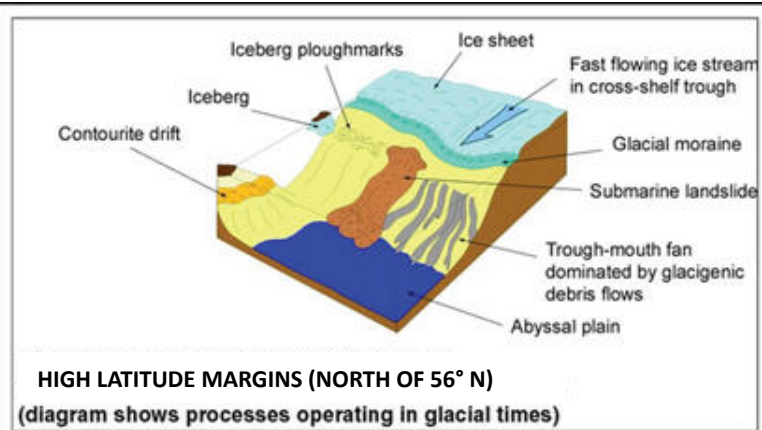 Iceberg ploughmarks
Ice sheet
Fast flowing ice stream
in cross-shelf trough
Iceberg
Contourite drift
Glacial moraine
Submarine landslide
Trough-mouth fan
dominated by glacigenic
debris flows
Abyssal plain
HIGH LATITUDE MARGINS (NORTH OF 56° N)
(diagram shows processes operating in glacial times)